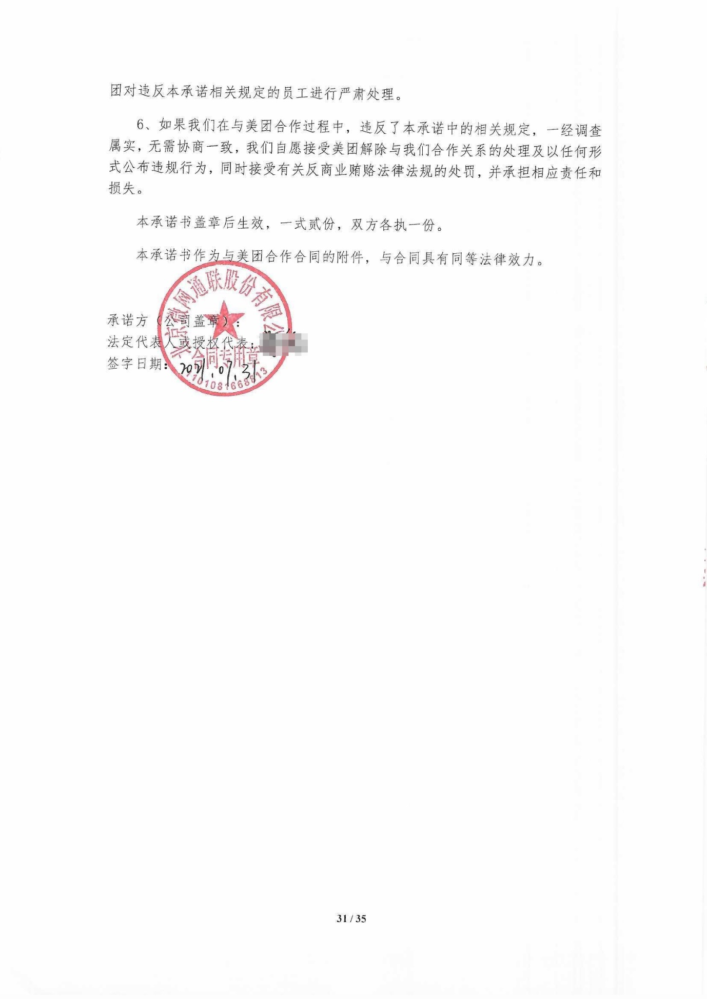 团对违反本承诺相关规定的员工进行严肃处理。
6、如果我们在与美团合作过程中，违反了本承诺中的相关规定，一经调查
属实，无需协商一致，我们自愿接受美团解除与我们合作关系的处理及以任何形
式公布违规行为，同时接受有关反商业贿赂法律法规的处罚，并承担相应责任和
损失。
本承诺书盖章后生效，一式贰份，双方各执一份。
本承诺书作为与美团合作合同的附件，与合同具有同等法律效力。
北京微网通联股份有限公
承诺方（公司盖章）：
法定代表人或授权代表：
合同专用章
签字日期：2021.07.31
1101081668813
31 / 35